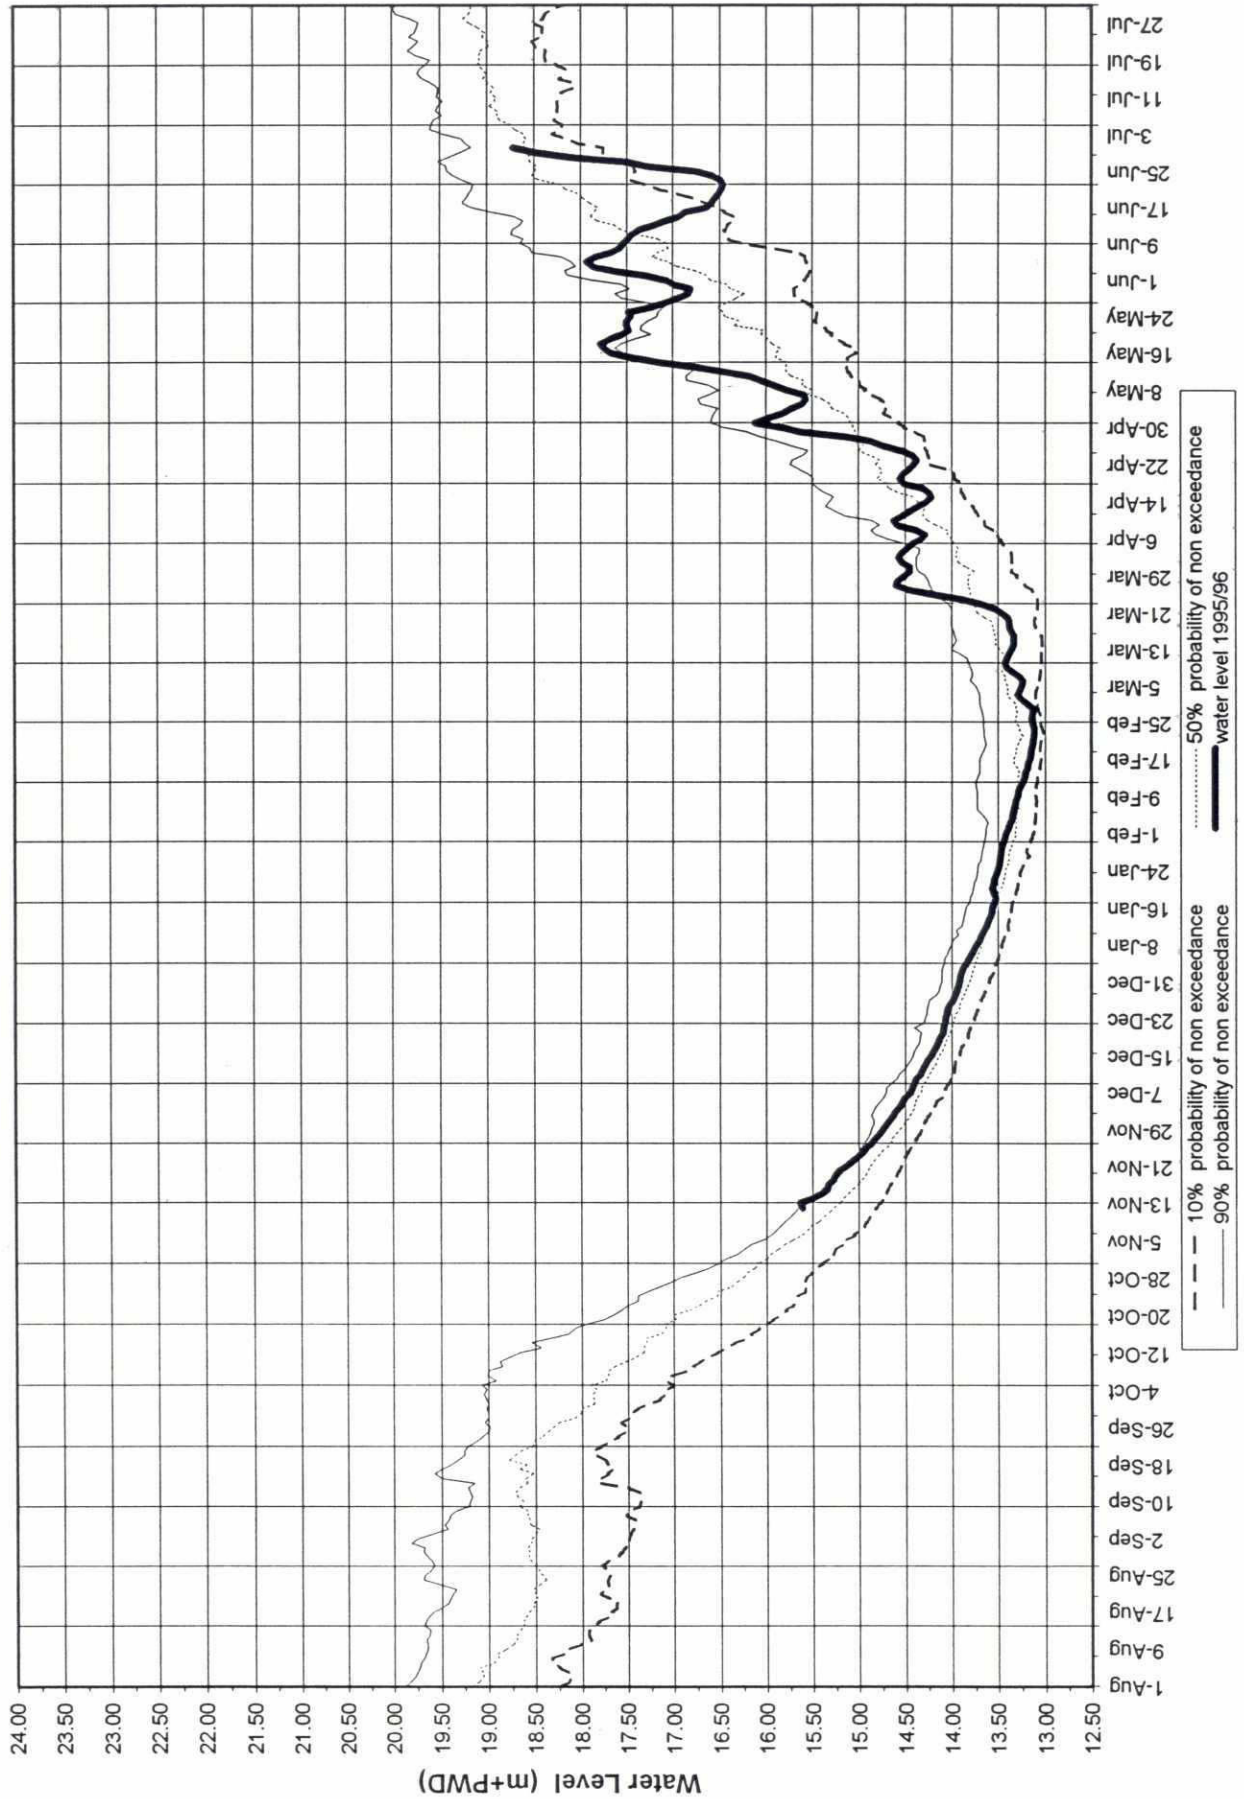 Water Level (m+PWD)
24.00
23.50
23.00
22.50
22.00
21.50
21.00
20.50
20.00
19.50
19.00
18.50
18.00
17.50
17.00
16.50
16.00
15.50
15.00
14.50
14.00
13.50
13.00
12.50
1-Aug
9-Aug
17-Aug
25-Aug
2-Sep
10-Sep
18-Sep
26-Sep
4-Oct
12-Oct
20-Oct
28-Oct
5-Nov
13-Nov
21-Nov
29-Nov
7-Dec
15-Dec
23-Dec
31-Dec
8-Jan
16-Jan
24-Jan
1-Feb
9-Feb
17-Feb
25-Feb
5-Mar
13-Mar
21-Mar
29-Mar
6-Apr
14-Apr
22-Apr
30-Apr
8-May
16-May
24-May
1-Jun
9-Jun
17-Jun
25-Jun
3-Jul
11-Jul
19-Jul
27-Jul
10% probability of non exceedance
50% probability of non exceedance
90% probability of non exceedance
water level 1995/96